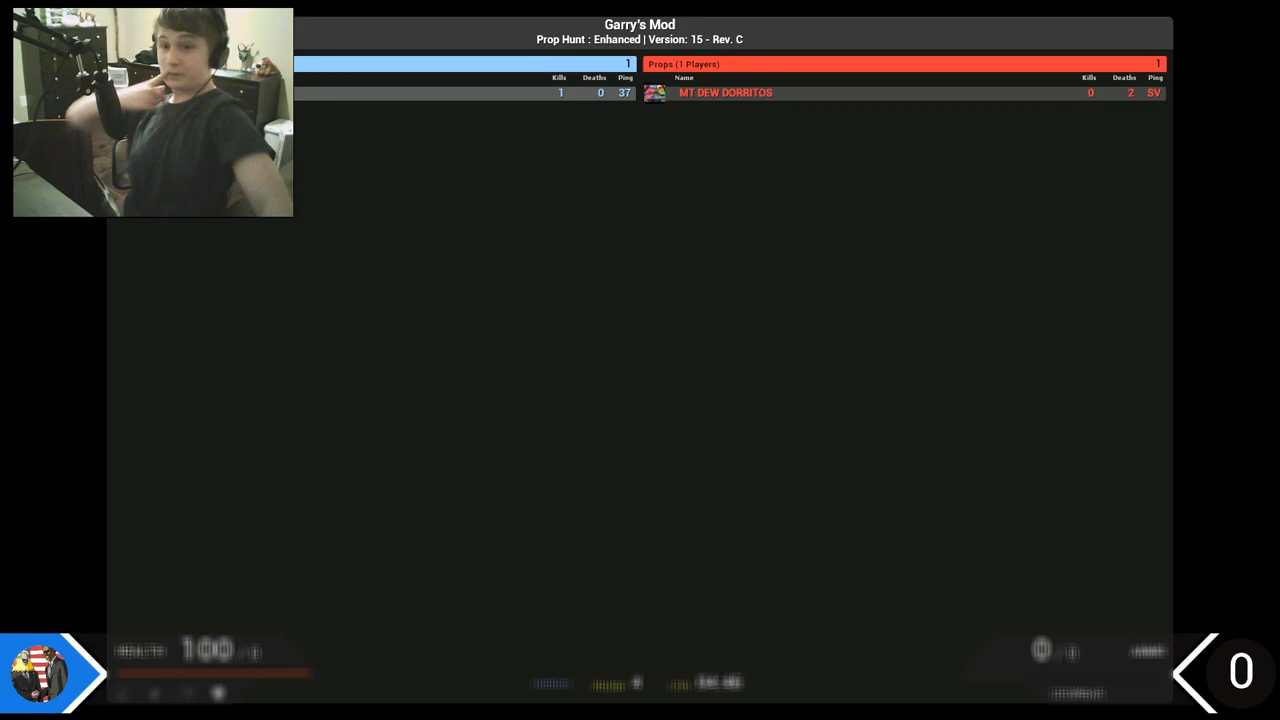 Garry's Mod
Prop Hunt : Enhanced | Version: 15 - Rev. C
1
Kills Deaths Ping
1 0 37
Props (1 Players) 1
Name Kills Deaths Ping
MT DEW DORRITOS 0 2 SV
100
0
0